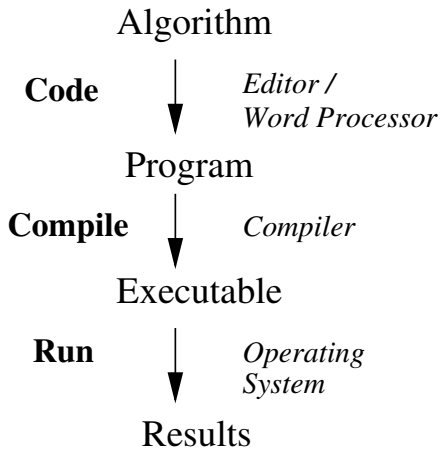 Algorithm
Code
Editor /
Word Processor
Program
Compile
Compiler
Executable
Run
Operating
System
Results